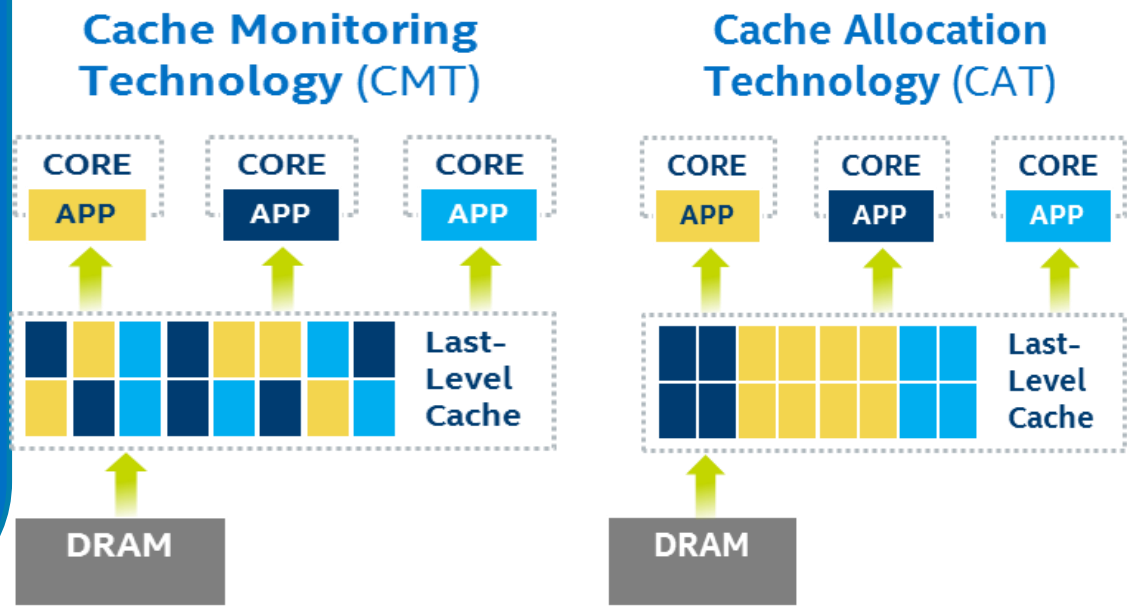 Cache Monitoring
Technology (CMT)
CORE
APP
CORE
APP
CORE
APP
Last-
Level
Cache
DRAM
Cache Allocation
Technology (CAT)
CORE
APP
CORE
APP
CORE
APP
Last-
Level
Cache
DRAM